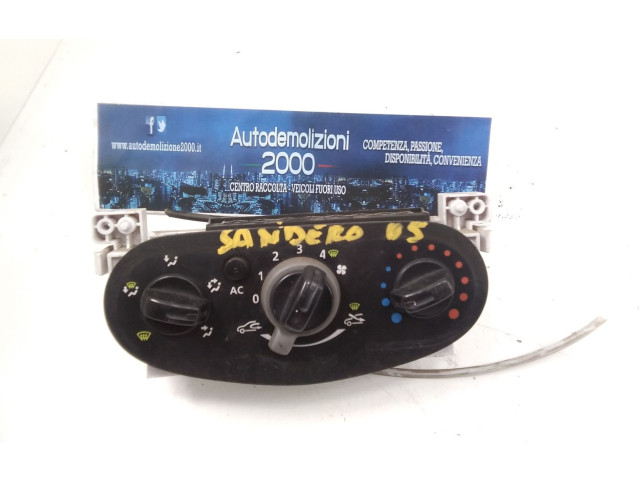 Autodemolizioni
2000
www.autodemolizione2000.it
COMPETENZA, PASSIONE,
DISPONIBILITÀ, CONVENIENZA
CENTRO RACCOLTA - VEICOLI FUORI USO
SANDERO
0 1 2 3 4
AC